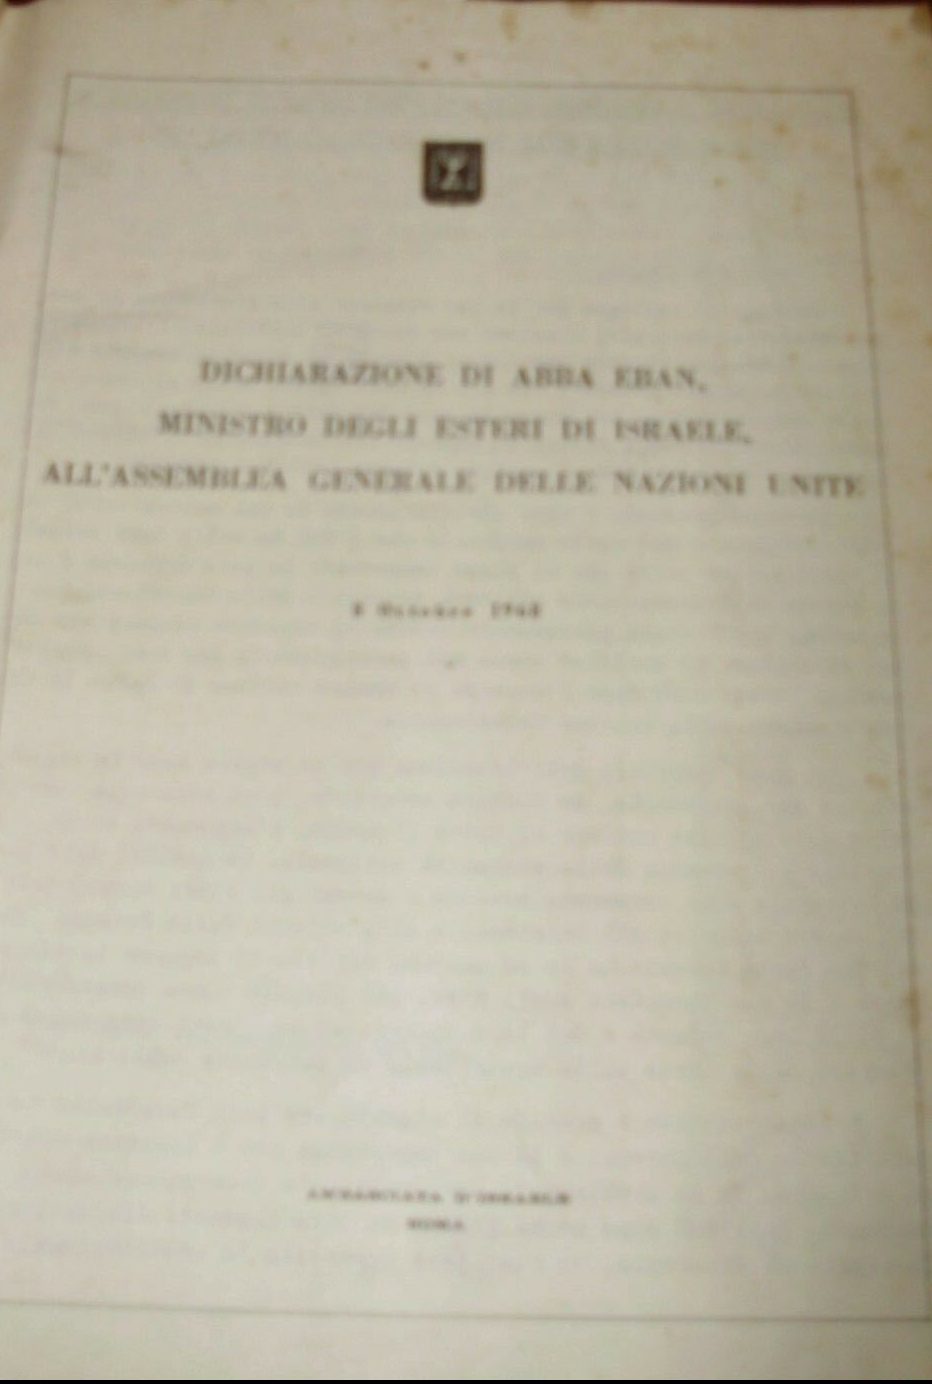 DICHIARAZIONE DI ABBA EBAN,
MINISTRO DEGLI ESTERI DI ISRAELE,
ALL'ASSEMBLEA GENERALE DELLE NAZIONI UNITE
8 Ottobre 1968
AMBASCIATA D'ISRAELE
ROMA